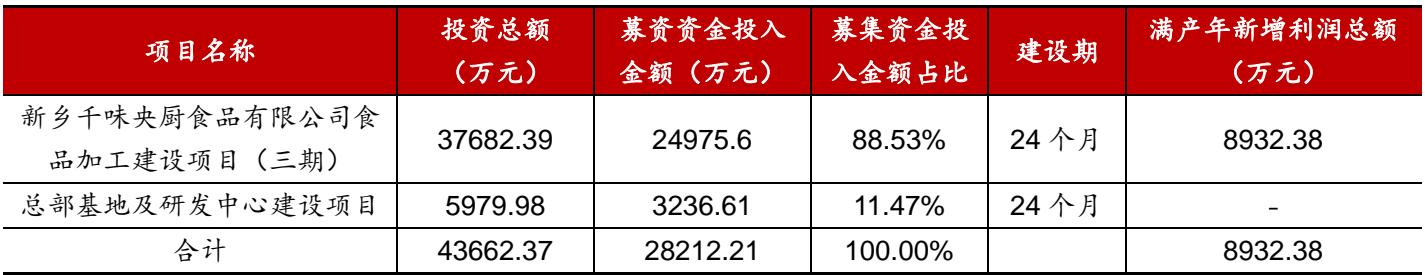 项目名称 投资总额（万元） 募资资金投入金额（万元） 募集资金投入金额占比 建设期 满产年新增利润总额（万元）
新乡千味央厨食品有限公司食品加工建设项目（三期） 37682.39 24975.6 88.53% 24 个月 8932.38
总部基地及研发中心建设项目 5979.98 3236.61 11.47% 24 个月 -
合计 43662.37 28212.21 100.00% 8932.38